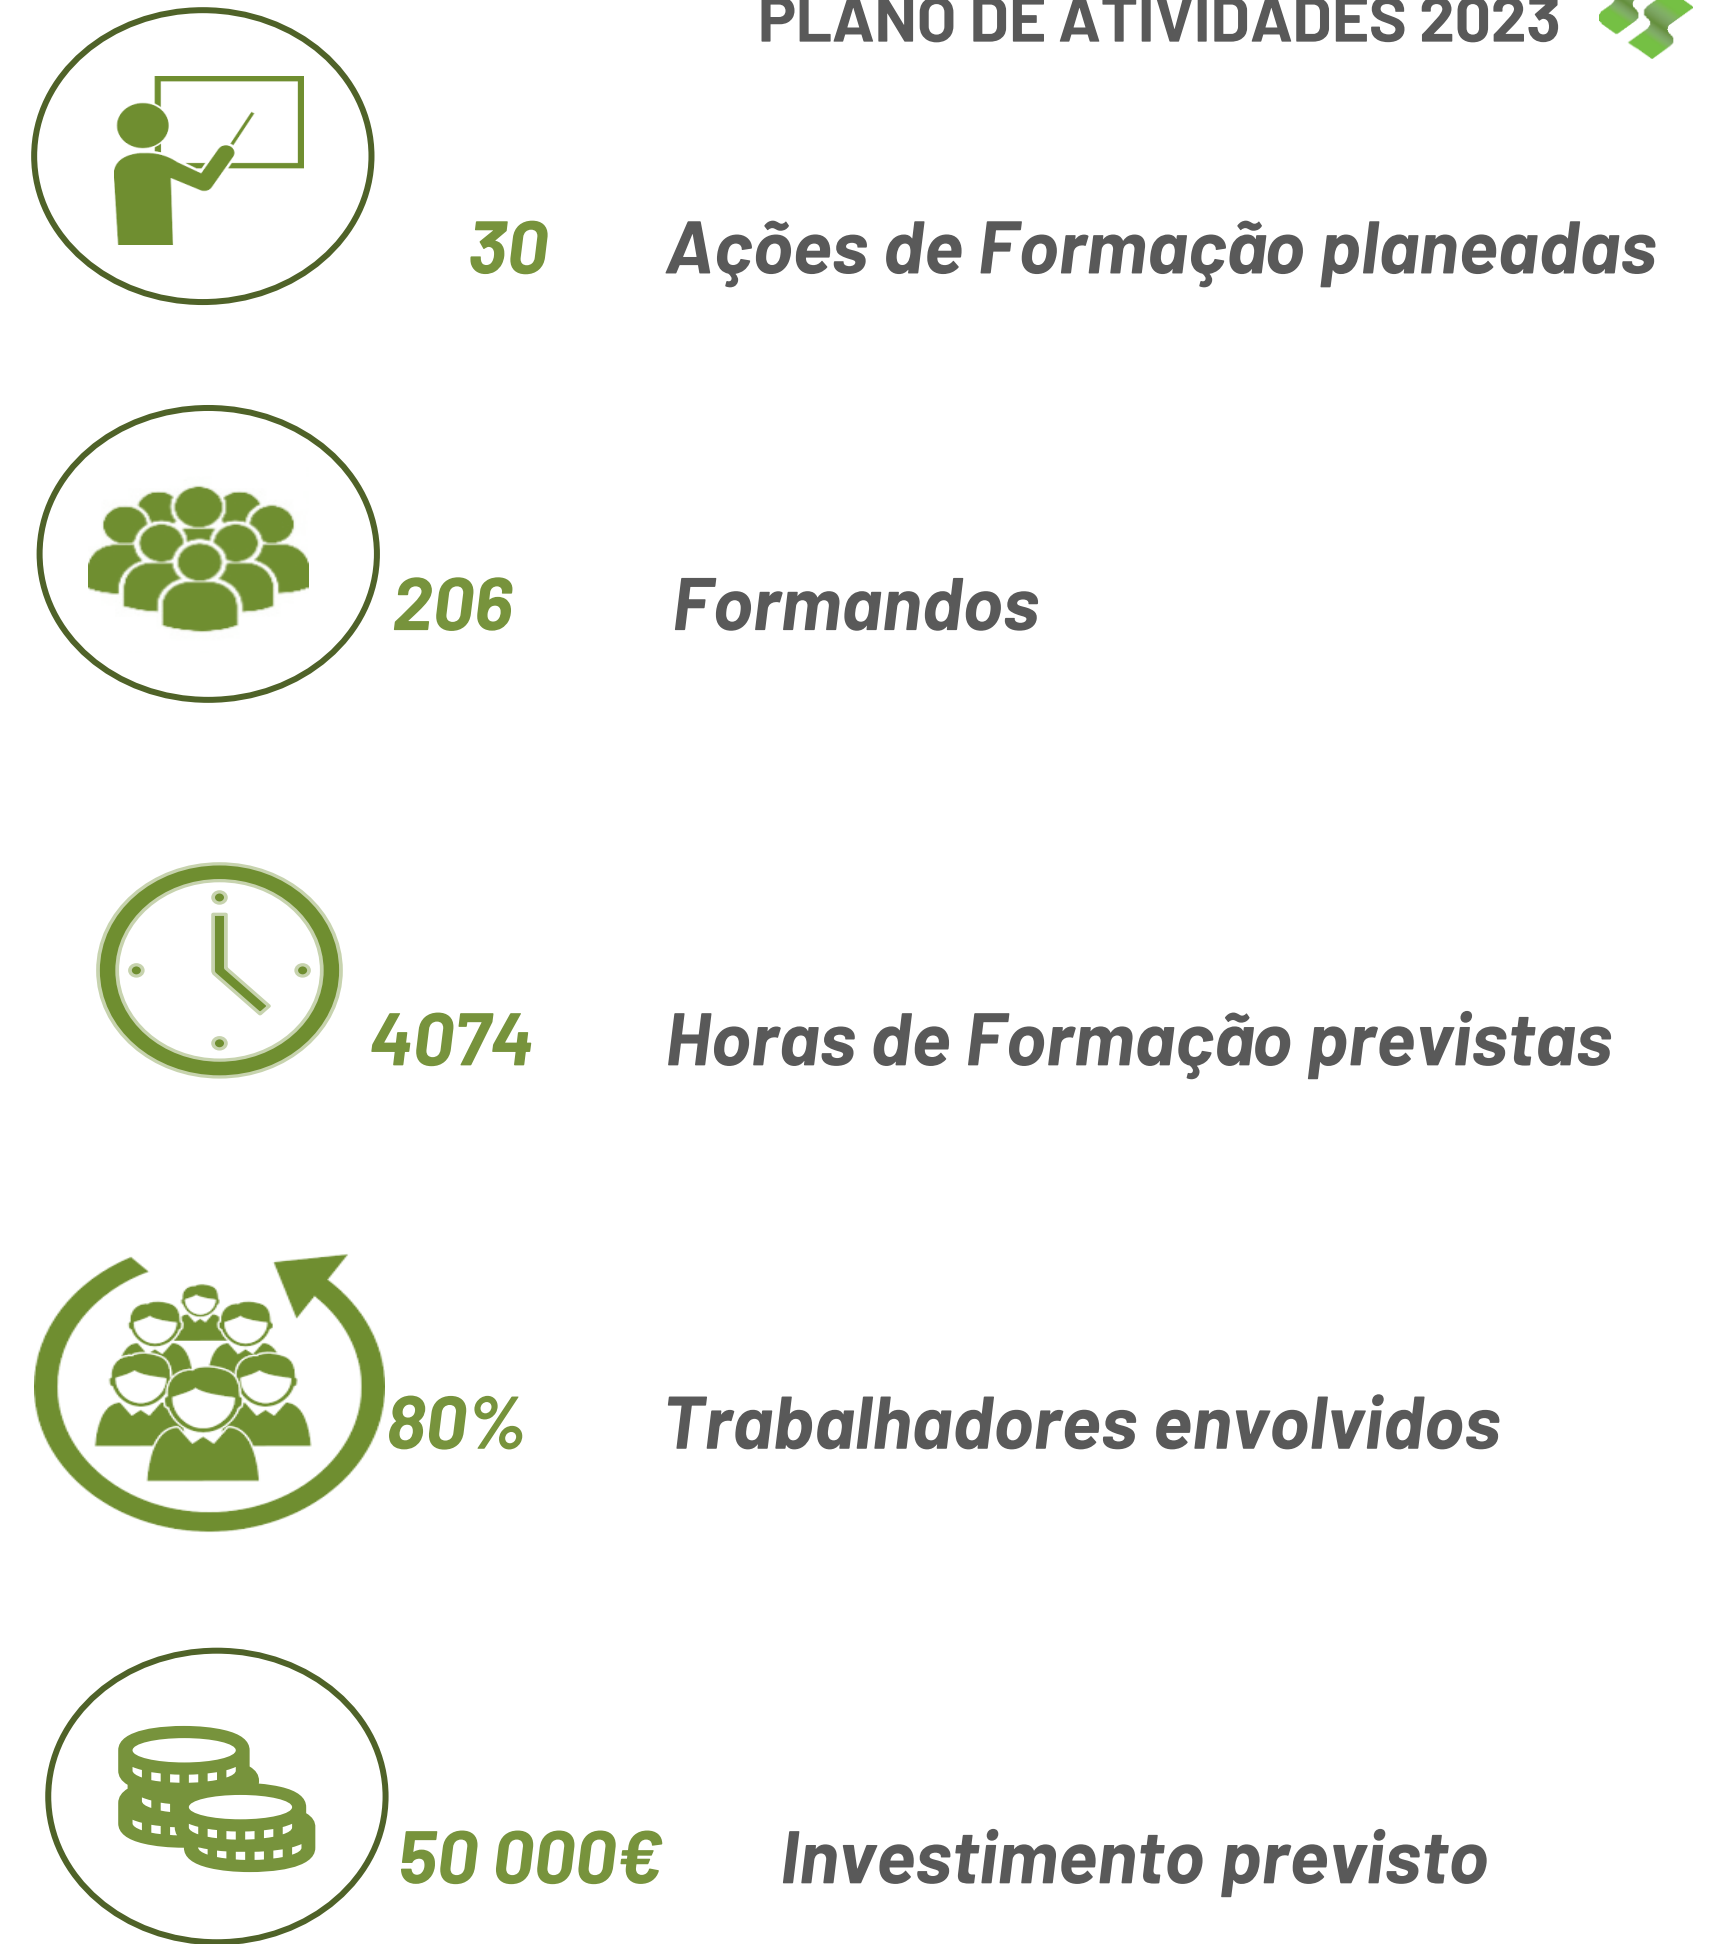 PLANO DE ATIVIDADES 2023
30 Ações de Formação planeadas
206 Formandos
4074 Horas de Formação previstas
80% Trabalhadores envolvidos
50 000€ Investimento previsto